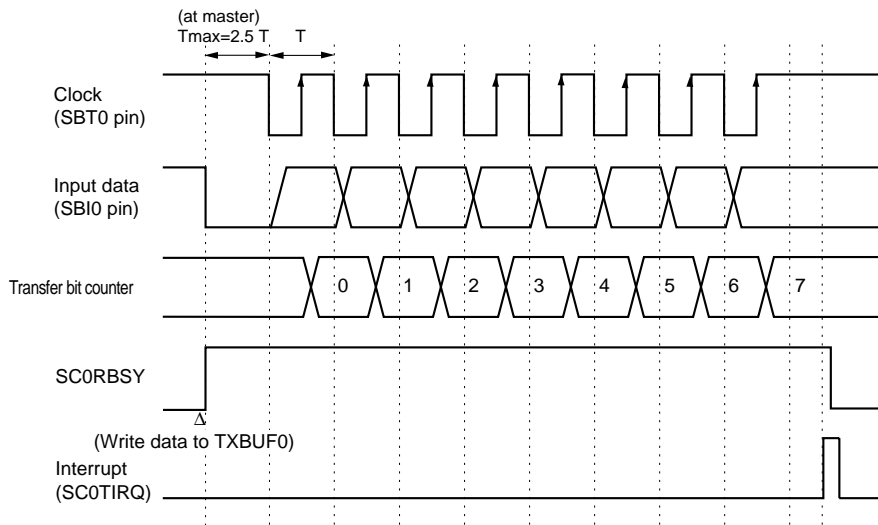 (at master)
Tmax=2.5 T
T
Clock
(SBT0 pin)
Input data
(SBI0 pin)
Transfer bit counter
0 1 2 3 4 5 6 7
SC0RBSY
Δ
(Write data to TXBUF0)
Interrupt
(SC0TIRQ)